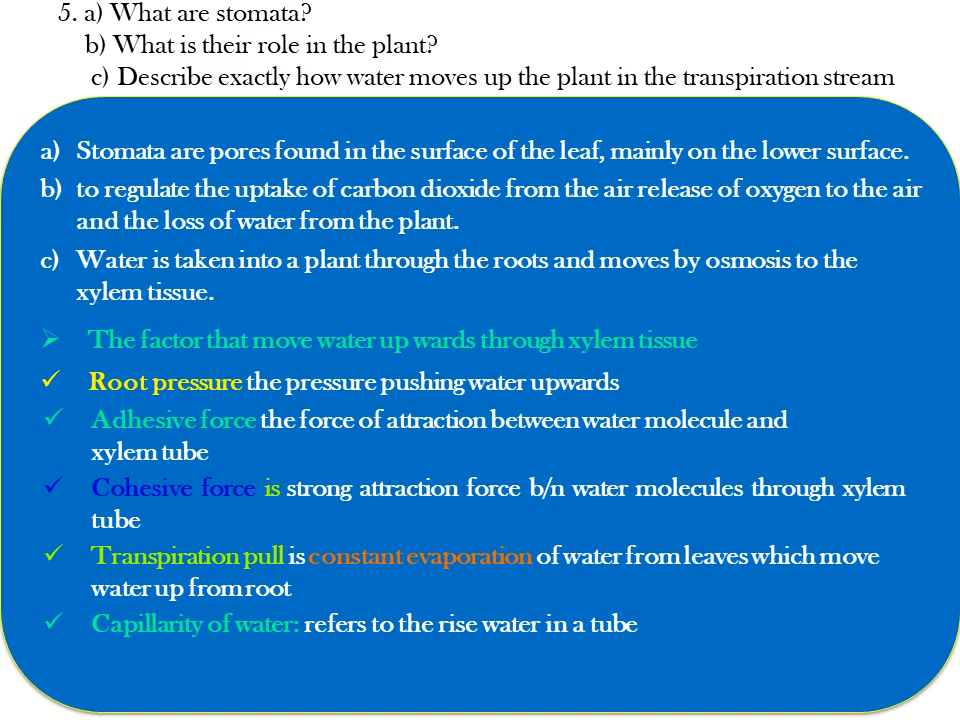 5. a) What are stomata?
b) What is their role in the plant?
c) Describe exactly how water moves up the plant in the transpiration stream
a) Stomata are pores found in the surface of the leaf, mainly on the lower surface.
b) to regulate the uptake of carbon dioxide from the air release of oxygen to the air
and the loss of water from the plant.
c) Water is taken into a plant through the roots and moves by osmosis to the
xylem tissue.
➢ The factor that move water up wards through xylem tissue
✓ Root pressure the pressure pushing water upwards
✓ Adhesive force the force of attraction between water molecule and
xylem tube
✓ Cohesive force is strong attraction force b/n water molecules through xylem
tube
✓ Transpiration pull is constant evaporation of water from leaves which move
water up from root
✓ Capillarity of water: refers to the rise water in a tube